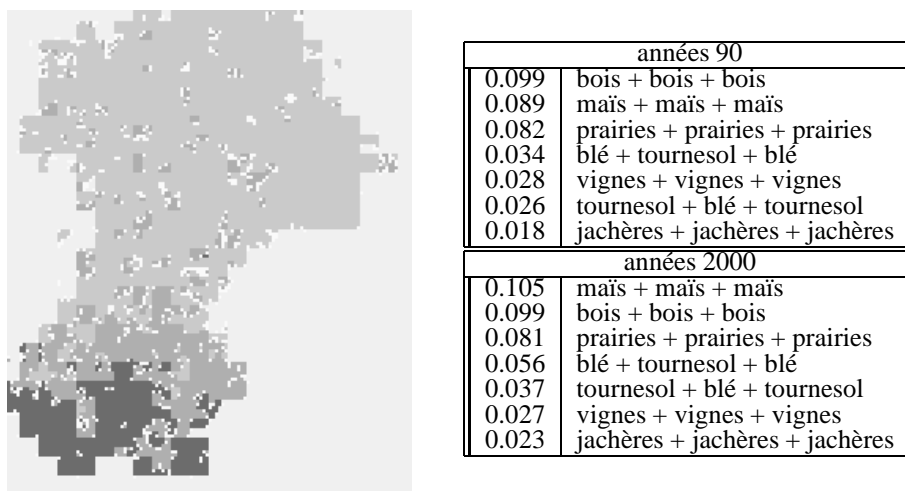 années 90
0.099 bois + bois + bois
0.089 maïs + maïs + maïs
0.082 prairies + prairies + prairies
0.034 blé + tournesol + blé
0.028 vignes + vignes + vignes
0.026 tournesol + blé + tournesol
0.018 jachères + jachères + jachères
années 2000
0.105 maïs + maïs + maïs
0.099 bois + bois + bois
0.081 prairies + prairies + prairies
0.056 blé + tournesol + blé
0.037 tournesol + blé + tournesol
0.027 vignes + vignes + vignes
0.023 jachères + jachères + jachères